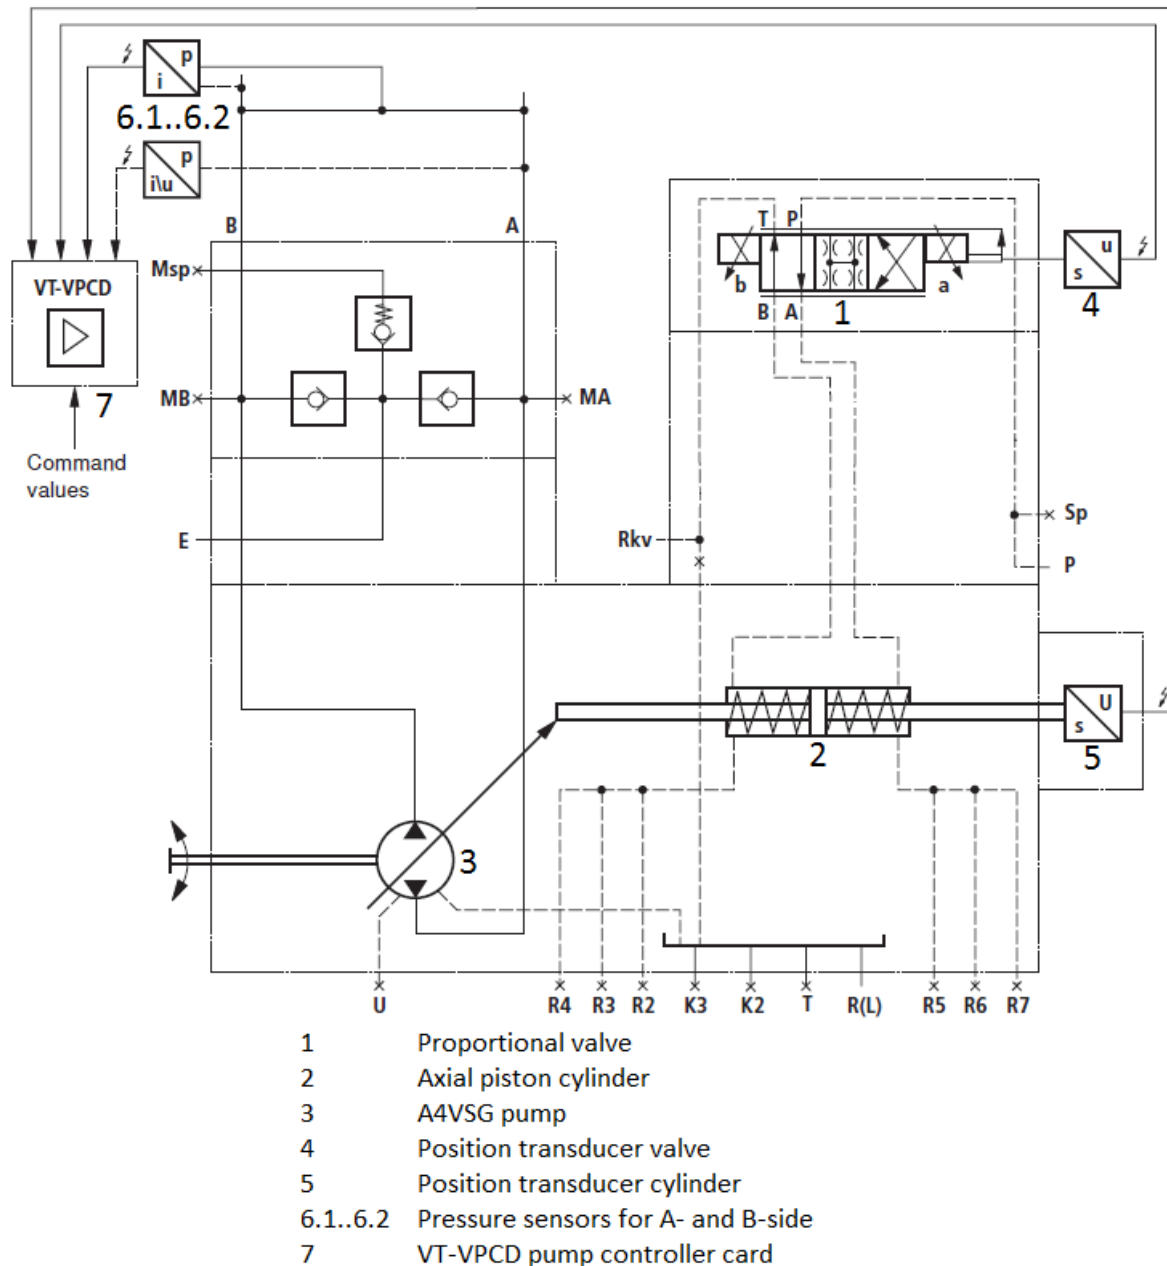 p
i
6.1..6.2
p
i\u
B
A
T
P
u
s
4
Msp
VT-VPCD
b
a
B
A
1
MB
MA
7
Command
values
E
Rkv
Sp
P
U
s
5
2
3
U
R4
R3
R2
K3
K2
T
R(L)
R5
R6
R7
1 Proportional valve
2 Axial piston cylinder
3 A4VSG pump
4 Position transducer valve
5 Position transducer cylinder
6.1..6.2 Pressure sensors for A- and B-side
7 VT-VPCD pump controller card